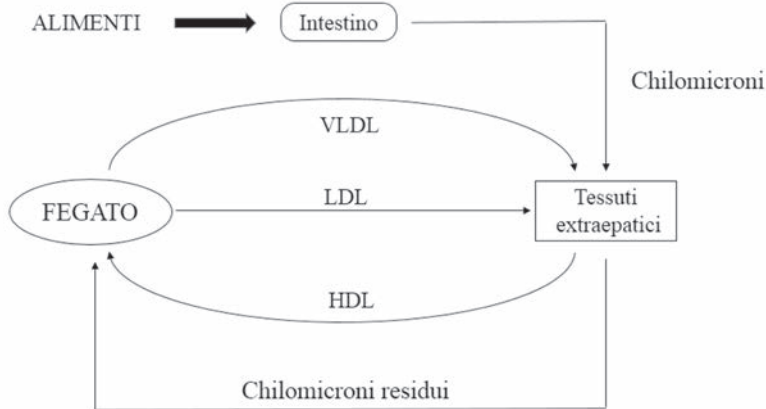 ALIMENTI
Intestino
Chilomicroni
VLDL
LDL
FEGATO
Tessuti
extraepatici
HDL
Chilomicroni residui